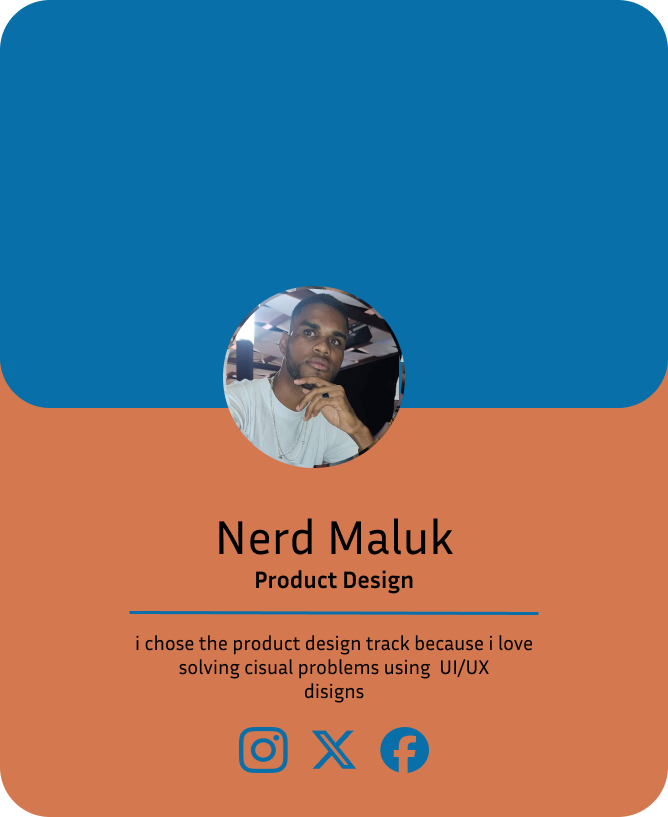 Nerd Maluk
Product Design
i chose the product design track because i love
solving cisual problems using  UI/UX
disigns